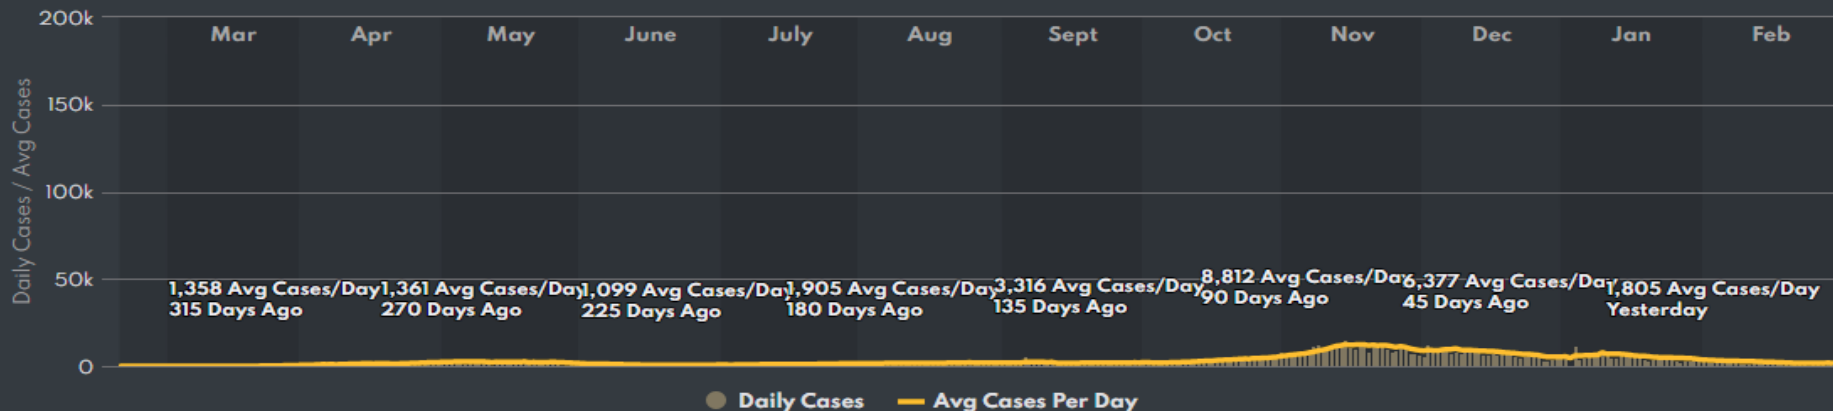 200k
Mar Apr May June July Aug Sept Oct Nov Dec Jan Feb
Daily Cases / Avg Cases
150k
100k
50k
1,358 Avg Cases/Day
315 Days Ago
1,361 Avg Cases/Day
270 Days Ago
1,099 Avg Cases/Day
225 Days Ago
1,905 Avg Cases/Day
180 Days Ago
3,316 Avg Cases/Day
135 Days Ago
8,812 Avg Cases/Day
90 Days Ago
6,377 Avg Cases/Day
45 Days Ago
1,805 Avg Cases/Day
Yesterday
0
Daily Cases Avg Cases Per Day